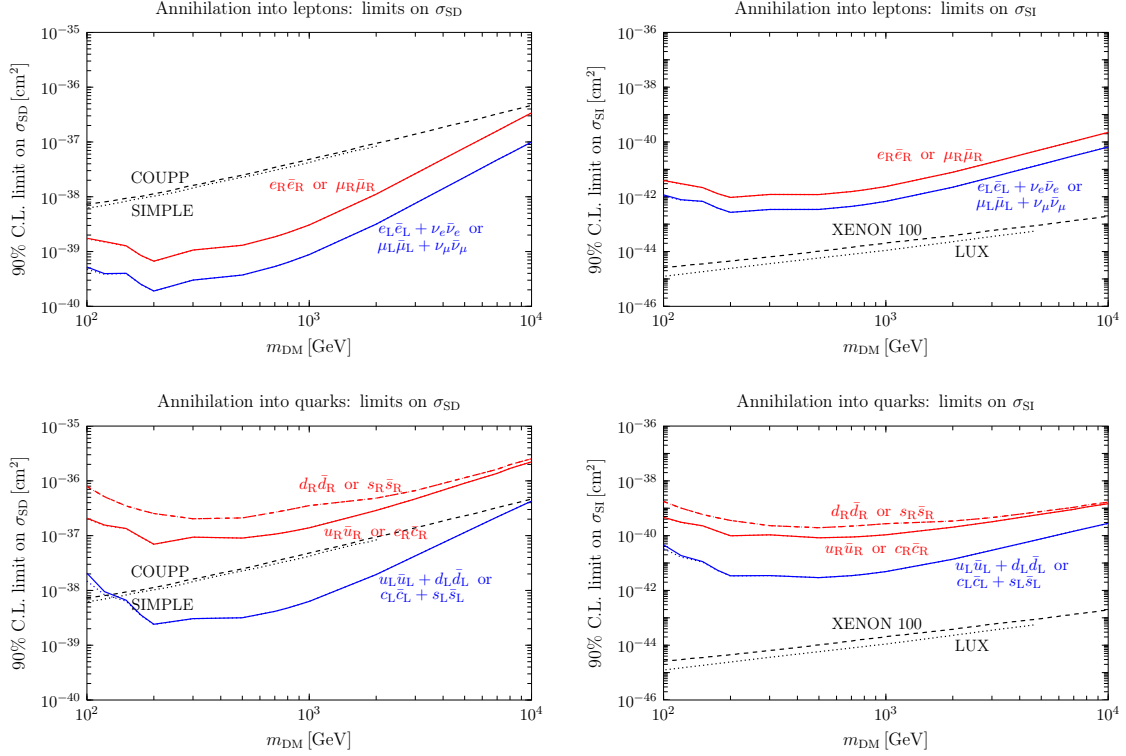 Annihilation into leptons: limits on σSD
90% C.L. limit on σSD [cm²]
10⁻³⁵
10⁻³⁶
10⁻³⁷
10⁻³⁸
10⁻³⁹
10⁻⁴⁰
COUPP
SIMPLE
eRēR or μRμ̄R
eLēL + νeν̄e or
μLμ̄L + νμν̄μ
10²
10³
10⁴
mDM [GeV]
Annihilation into leptons: limits on σSI
90% C.L. limit on σSI [cm²]
10⁻³⁶
10⁻³⁸
10⁻⁴⁰
10⁻⁴²
10⁻⁴⁴
10⁻⁴⁶
eRēR or μRμ̄R
eLēL + νeν̄e or
μLμ̄L + νμν̄μ
XENON 100
LUX
10²
10³
10⁴
mDM [GeV]
Annihilation into quarks: limits on σSD
90% C.L. limit on σSD [cm²]
10⁻³⁵
10⁻³⁶
10⁻³⁷
10⁻³⁸
10⁻³⁹
10⁻⁴⁰
dRd̄R or sRs̄R
uRūR or cRc̄R
COUPP
SIMPLE
uLūL + dLd̄L or
cLc̄L + sLs̄L
10²
10³
10⁴
mDM [GeV]
Annihilation into quarks: limits on σSI
90% C.L. limit on σSI [cm²]
10⁻³⁶
10⁻³⁸
10⁻⁴⁰
10⁻⁴²
10⁻⁴⁴
10⁻⁴⁶
dRd̄R or sRs̄R
uRūR or cRc̄R
uLūL + dLd̄L or
cLc̄L + sLs̄L
XENON 100
LUX
10²
10³
10⁴
mDM [GeV]